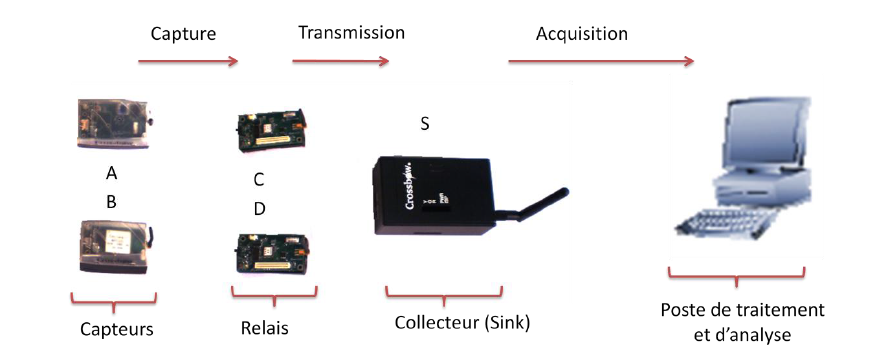 Capture
Transmission
Acquisition
S
A
B
C
D
Crossbow
Capteurs
Relais
Collecteur (Sink)
Poste de traitement
et d'analyse